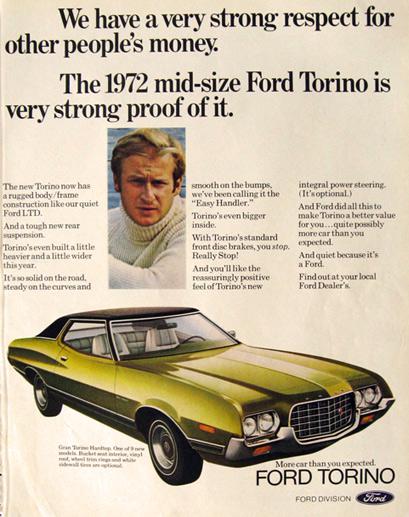 We have a very strong respect for
other people's money.
The 1972 mid-size Ford Torino is
very strong proof of it.
The new Torino now has
a rugged body/frame
construction like our quiet
Ford LTD.
And a tough new rear
suspension.
Torino's even built a little
heavier and a little wider
this year.
It's so solid on the road,
steady on the curves and
smooth on the bumps,
we've been calling it the
"Easy Handler."
Torino's even bigger
inside.
With Torino's standard
front disc brakes, you stop.
Really Stop!
And you'll like the
reassuringly positive
feel of Torino's new
integral power steering.
(It's optional.)
And Ford did all this to
make Torino a better value
for you...quite possibly
more car than you
expected.
And quiet because it's
a Ford.
Find out at your local
Ford Dealer's.
Gran Torino Hardtop. One of 9 new
models. Bucket seat interior, vinyl
roof, wheel trim rings and white
sidewall tires are optional.
More car than you expected.
FORD TORINO
FORD DIVISION Ford